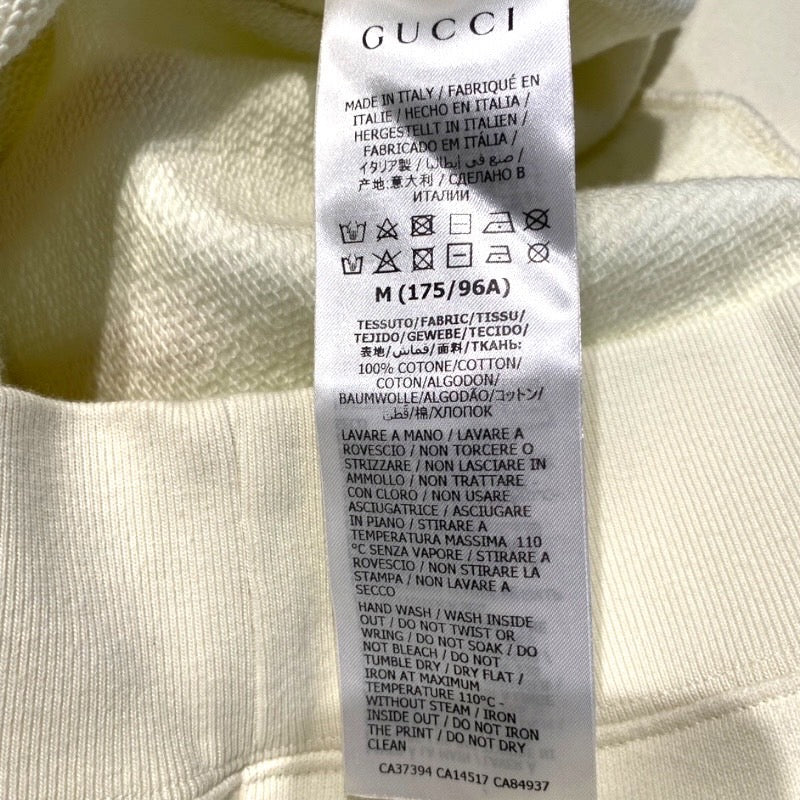 GUCCI
MADE IN ITALY / FABRIQUÉ EN
ITALIE / HECHO EN ITALIA /
HERGESTELLT IN ITALIEN /
FABRICADO EM ITÁLIA /
イタリア製 / صنع في إيطاليا /
产地:意大利 / СДЕЛАНО В
ИТАЛИИ
M (175/96A)
TESSUTO/FABRIC/TISSU/
TEJIDO/GEWEBE/TECIDO/
表地/قماش/面料/ТКАНЬ:
100% COTONE/COTTON/
COTON/ALGODON/
BAUMWOLLE/ALGODÃO/コットン/
قطن/棉/ХЛОПОК
LAVARE A MANO / LAVARE A
ROVESCIO / NON TORCERE O
STRIZZARE / NON LASCIARE IN
AMMOLLO / NON TRATTARE
CON CLORO / NON USARE
ASCIUGATRICE / ASCIUGARE
IN PIANO / STIRARE A
TEMPERATURA MASSIMA 110
°C SENZA VAPORE / STIRARE A
ROVESCIO / NON STIRARE LA
STAMPA / NON LAVARE A
SECCO
HAND WASH / WASH INSIDE
OUT / DO NOT TWIST OR
WRING / DO NOT SOAK / DO
NOT BLEACH / DO NOT
TUMBLE DRY / DRY FLAT /
IRON AT MAXIMUM
TEMPERATURE 110°C -
WITHOUT STEAM / IRON
INSIDE OUT / DO NOT IRON
THE PRINT / DO NOT DRY
CLEAN
CA37394 CA14517 CA84937